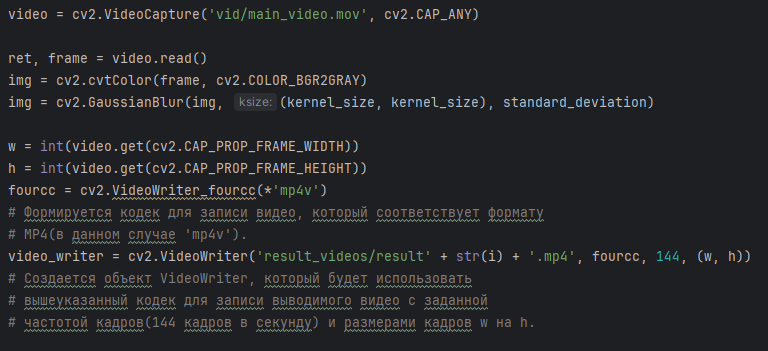 video = cv2.VideoCapture('vid/main_video.mov', cv2.CAP_ANY)
ret, frame = video.read()
img = cv2.cvtColor(frame, cv2.COLOR_BGR2GRAY)
img = cv2.GaussianBlur(img, ksize: (kernel_size, kernel_size), standard_deviation)
w = int(video.get(cv2.CAP_PROP_FRAME_WIDTH))
h = int(video.get(cv2.CAP_PROP_FRAME_HEIGHT))
fourcc = cv2.VideoWriter_fourcc(*'mp4v')
# Формируется кодек для записи видео, который соответствует формату
# MP4(в данном случае 'mp4v').
video_writer = cv2.VideoWriter('result_videos/result' + str(i) + '.mp4', fourcc, 144, (w, h))
# Создается объект VideoWriter, который будет использовать
# вышеуказанный кодек для записи выводимого видео с заданной
# частотой кадров(144 кадров в секунду) и размерами кадров w на h.